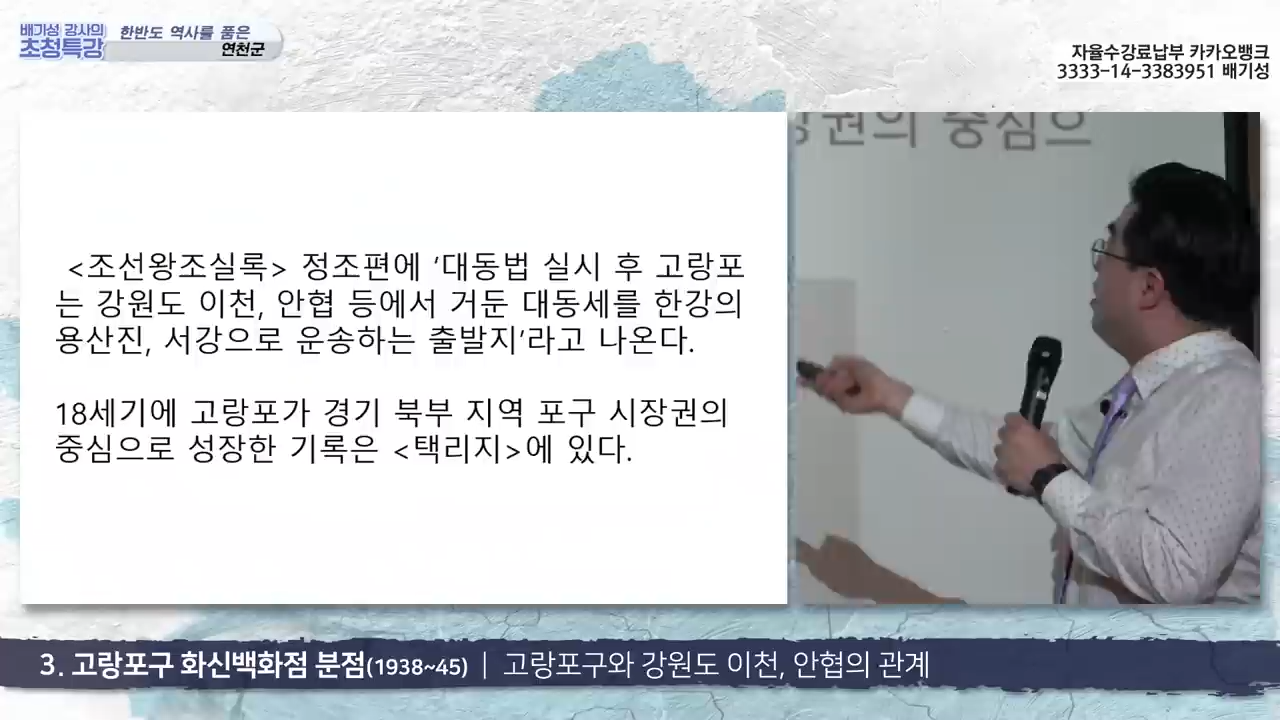 배기성 강사의
초청특강
한반도 역사를 품은
연천군
자율수강료납부 카카오뱅크
3333-14-3383951 배기성
<조선왕조실록> 정조편에 '대동법 실시 후 고랑포
는 강원도 이천, 안협 등에서 거둔 대동세를 한강의
용산진, 서강으로 운송하는 출발지'라고 나온다.
18세기에 고랑포가 경기 북부 지역 포구 시장권의
중심으로 성장한 기록은 <택리지>에 있다.
장권의 중심으
3. 고랑포구 화신백화점 분점(1938~45) | 고랑포구와 강원도 이천, 안협의 관계